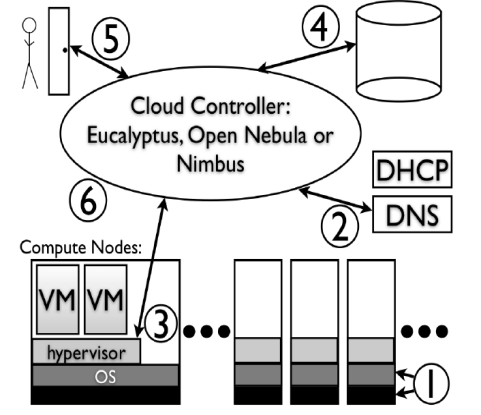 5
4
Cloud Controller:
Eucalyptus, Open Nebula or
Nimbus
DHCP
6
2
DNS
Compute Nodes:
VM VM
3
hypervisor
OS
1